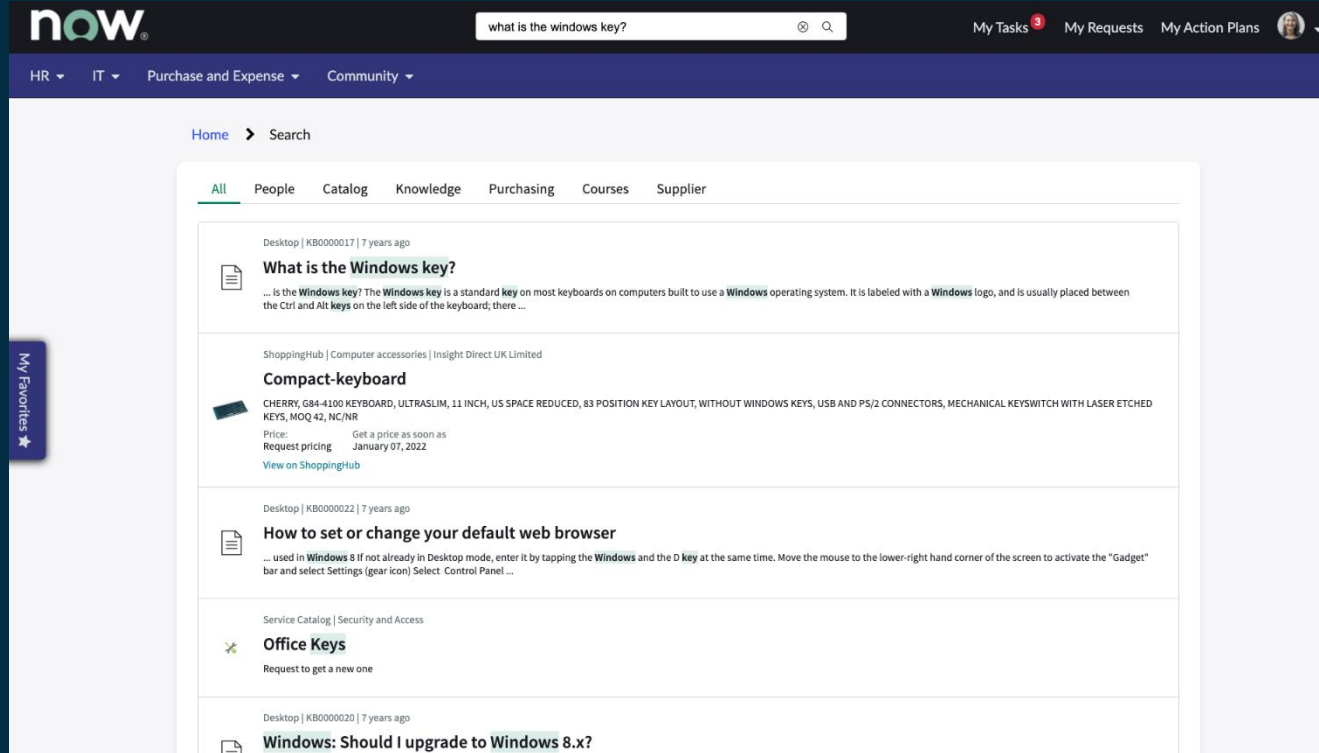 now®
what is the windows key?
My Tasks 3 My Requests My Action Plans
HR IT Purchase and Expense Community
Home Search
All People Catalog Knowledge Purchasing Courses Supplier
Desktop | KB0000017 | 7 years ago
What is the Windows key?
... is the Windows key? The Windows key is a standard key on most keyboards on computers built to use a Windows operating system. It is labeled with a Windows logo, and is usually placed between
the Ctrl and Alt keys on the left side of the keyboard; there ...
My Favorites
ShoppingHub | Computer accessories | Insight Direct UK Limited
Compact-keyboard
CHERRY, G84-4100 KEYBOARD, ULTRASLIM, 11 INCH, US SPACE REDUCED, 83 POSITION KEY LAYOUT, WITHOUT WINDOWS KEYS, USB AND PS/2 CONNECTORS, MECHANICAL KEYSWITCH WITH LASER ETCHED
KEYS, MOQ 42, NC/NR
Price: Get a price as soon as
Request pricing January 07, 2022
View on ShoppingHub
Desktop | KB0000022 | 7 years ago
How to set or change your default web browser
... used in Windows 8 If not already in Desktop mode, enter it by tapping the Windows and the D key at the same time. Move the mouse to the lower-right hand corner of the screen to activate the "Gadget"
bar and select Settings (gear icon) Select Control Panel ...
Service Catalog | Security and Access
Office Keys
Request to get a new one
Desktop | KB0000020 | 7 years ago
Windows: Should I upgrade to Windows 8.x?